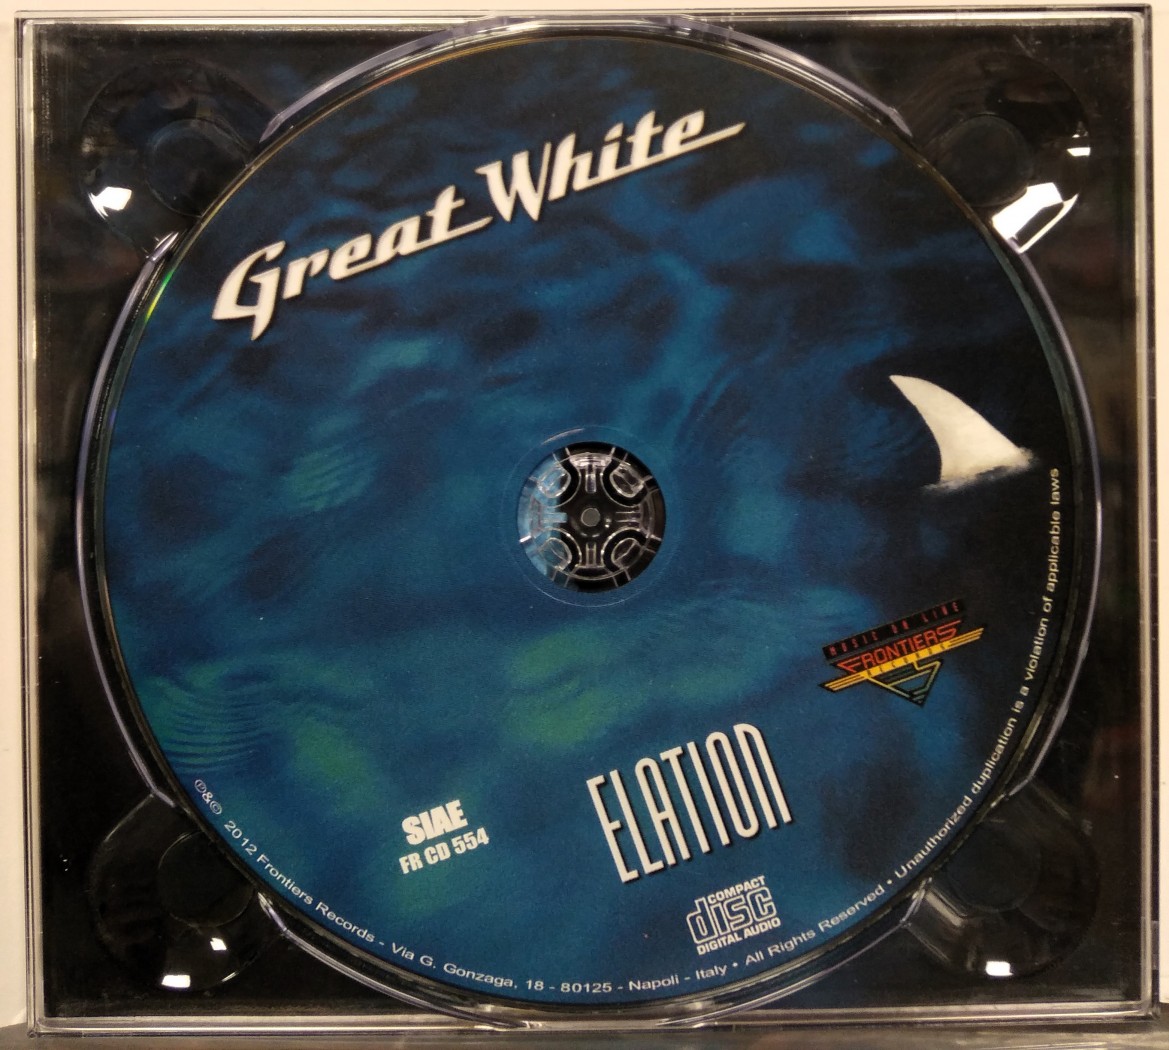 Great White
MUSIC ON LINE
FRONTIERS
RECORDS
ELATION
SIAE
FR CD 554
COMPACT
disc
DIGITAL AUDIO
℗&© 2012 Frontiers Records - Via G. Gonzaga, 18 - 80125 - Napoli - Italy • All Rights Reserved • Unauthorized duplication is a violation of applicable laws